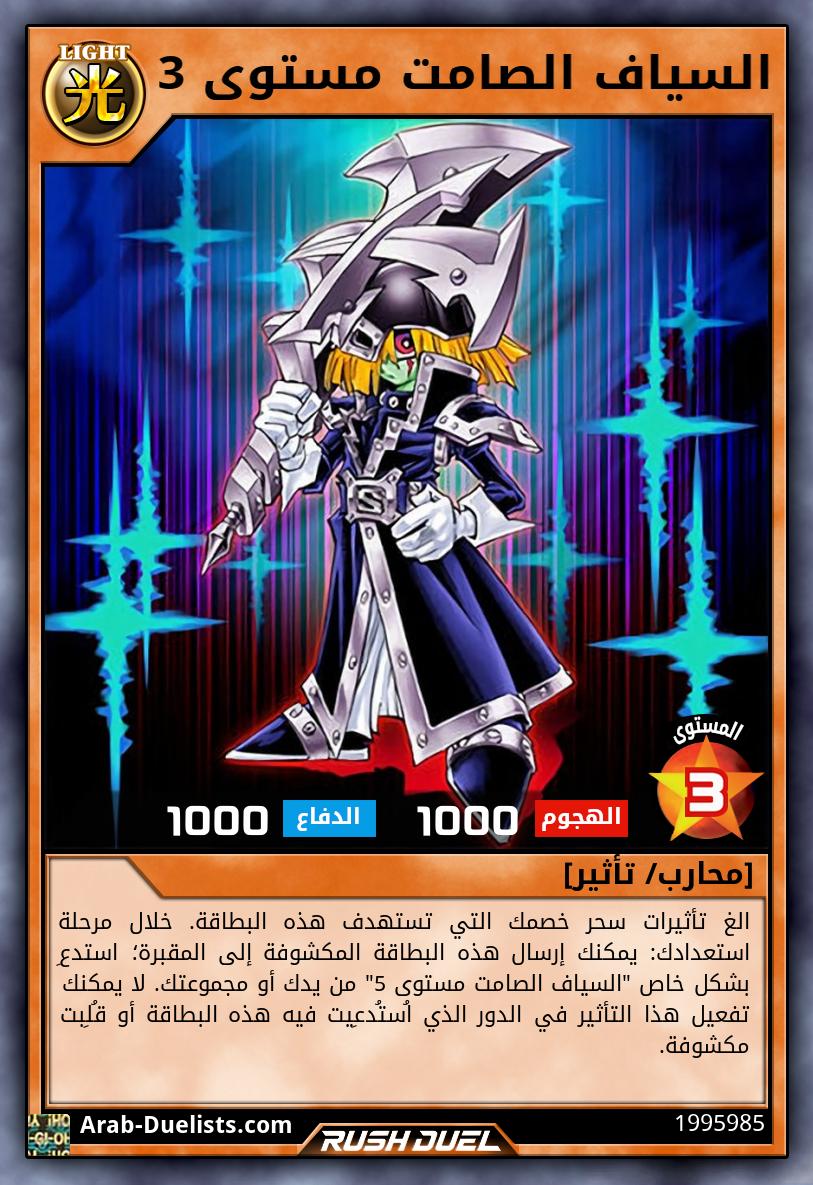 LIGHT
光
السياف الصامت مستوى 3
S
المستوى
3
الهجوم 1000 الدفاع 1000
[محارب/ تأثير]
الغ تأثيرات سحر خصمك التي تستهدف هذه البطاقة. خلال مرحلة
استعدادك: يمكنك إرسال هذه البطاقة المكشوفة إلى المقبرة؛ استدعِ
بشكل خاص "السياف الصامت مستوى 5" من يدك أو مجموعتك. لا يمكنك
تفعيل هذا التأثير في الدور الذي اُستُدعيِت فيه هذه البطاقة أو قُلبِت
مكشوفة.
Arab-Duelists.com
RUSH DUEL
1995985